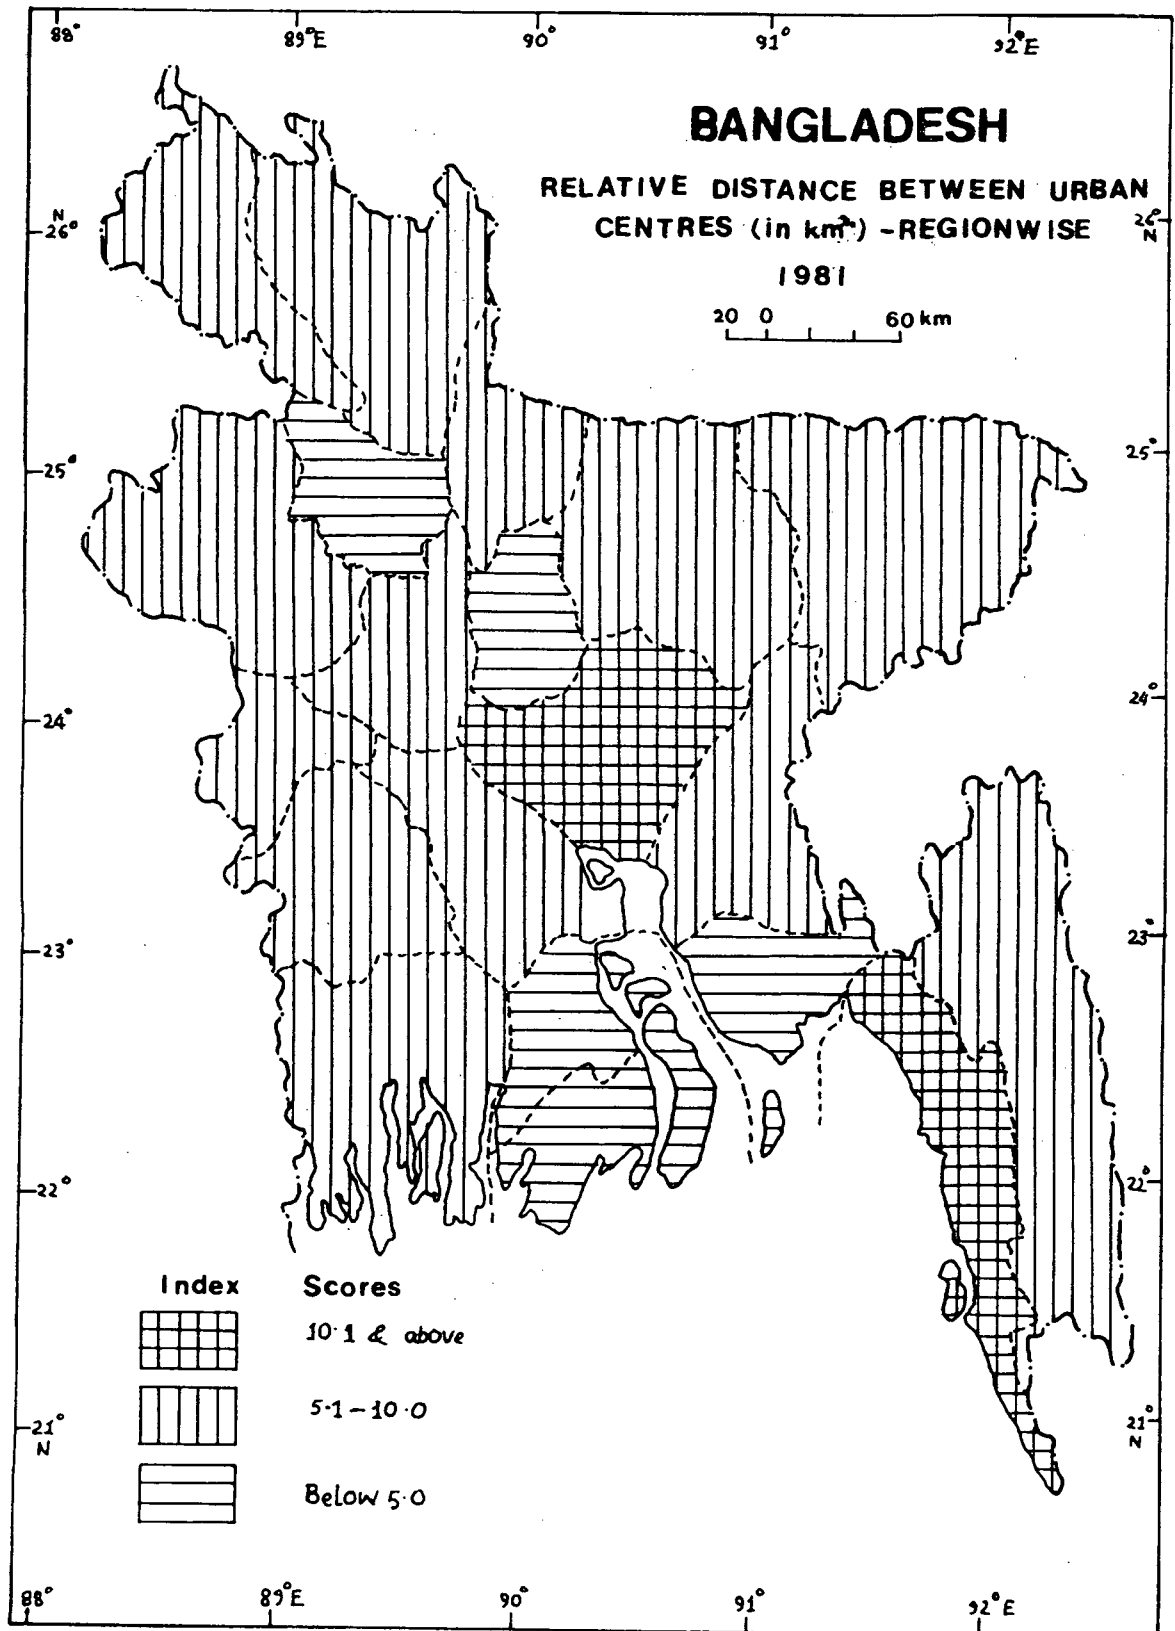 88° 89°E 90° 91° 92°E
BANGLADESH
RELATIVE DISTANCE BETWEEN URBAN
CENTRES (in km²) -REGIONWISE
1981
20 0 60 km
N
26°
26°
N
25°
25°
24°
24°
23°
23°
22°
22°
21°
N
21°
N
Index Scores
10.1 & above
5.1-10.0
Below 5.0
88° 89°E 90° 91° 92°E